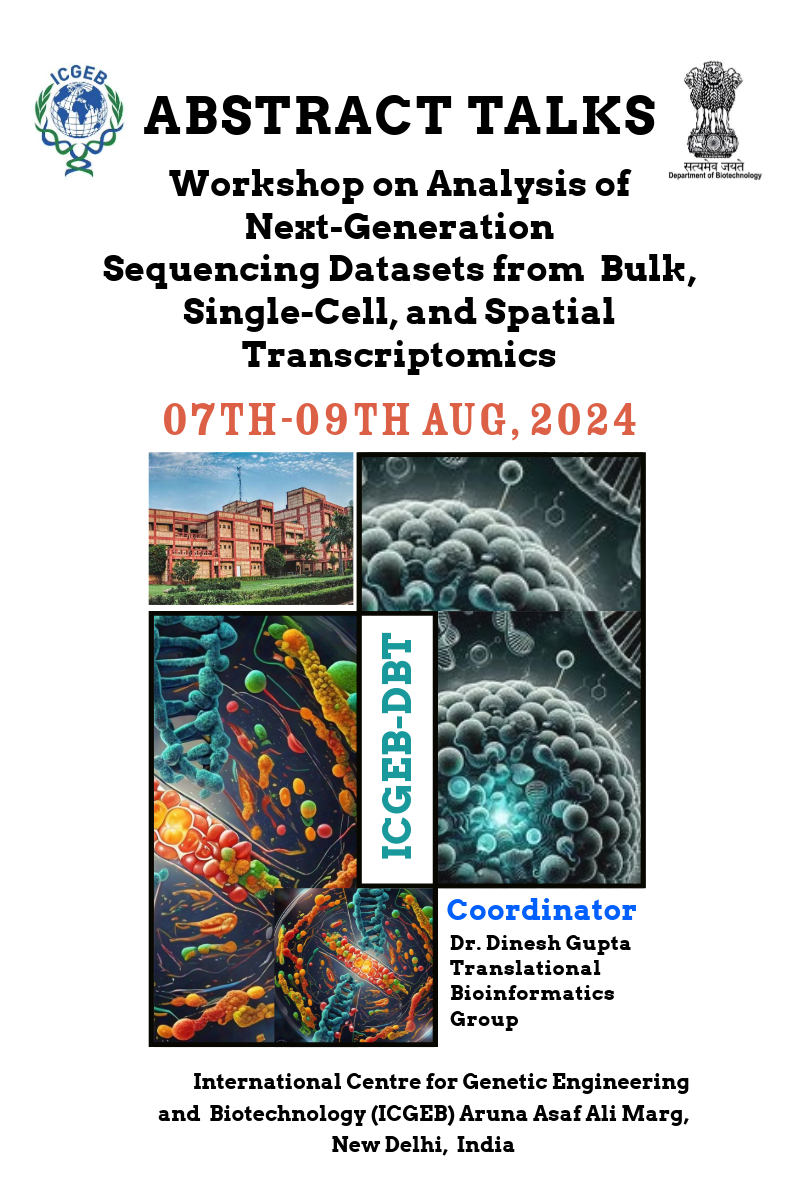 ICGEB
ABSTRACT TALKS
सत्यमेव जयते
Department of Biotechnology
Workshop on Analysis of
Next-Generation
Sequencing Datasets from Bulk,
Single-Cell, and Spatial
Transcriptomics
07TH-09TH AUG, 2024
ICGEB-DBT
Coordinator
Dr. Dinesh Gupta
Translational
Bioinformatics
Group
International Centre for Genetic Engineering
and Biotechnology (ICGEB) Aruna Asaf Ali Marg,
New Delhi, India